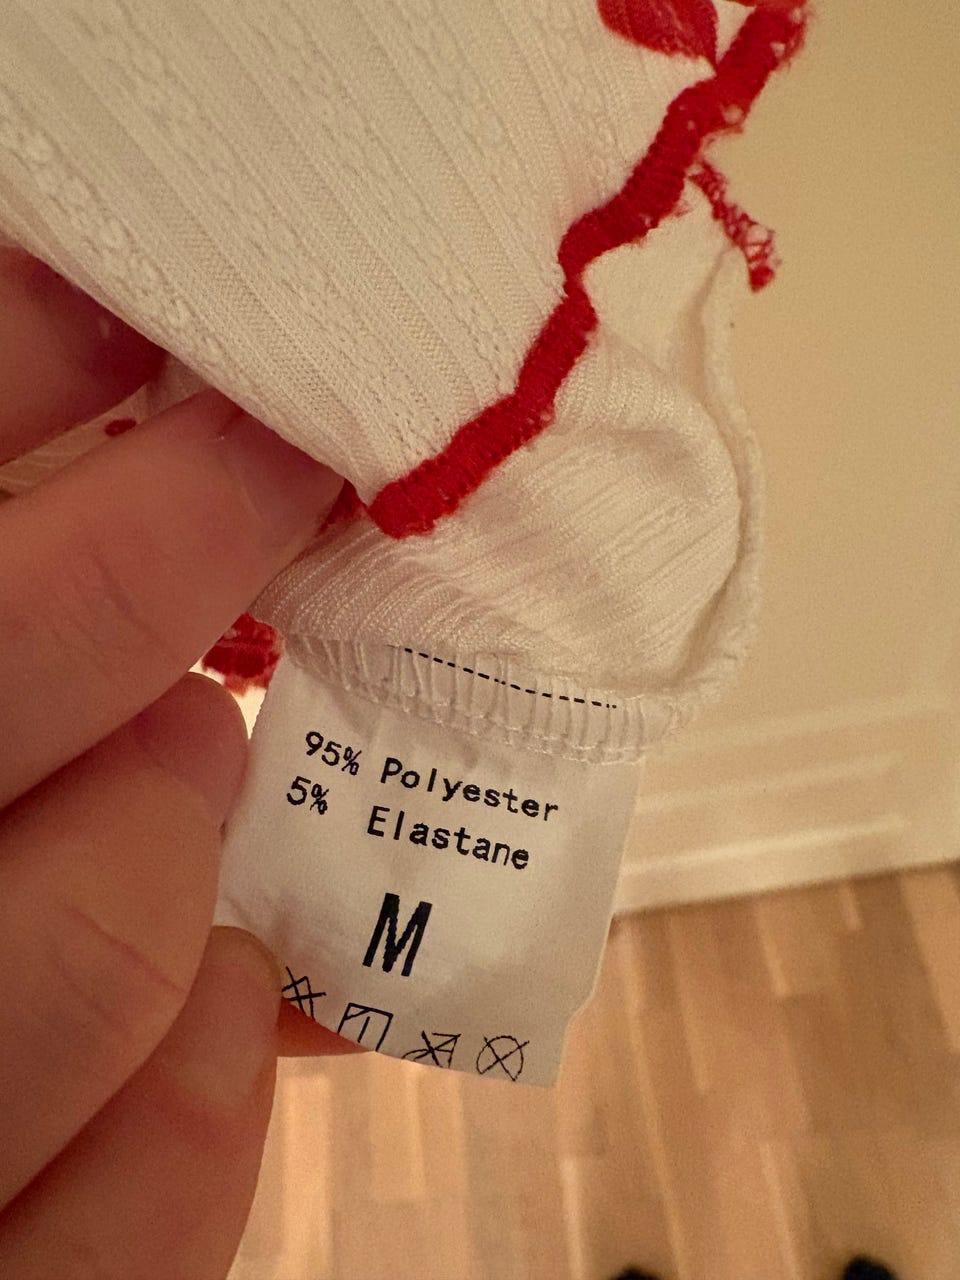 95% Polyester
5% Elastane
M